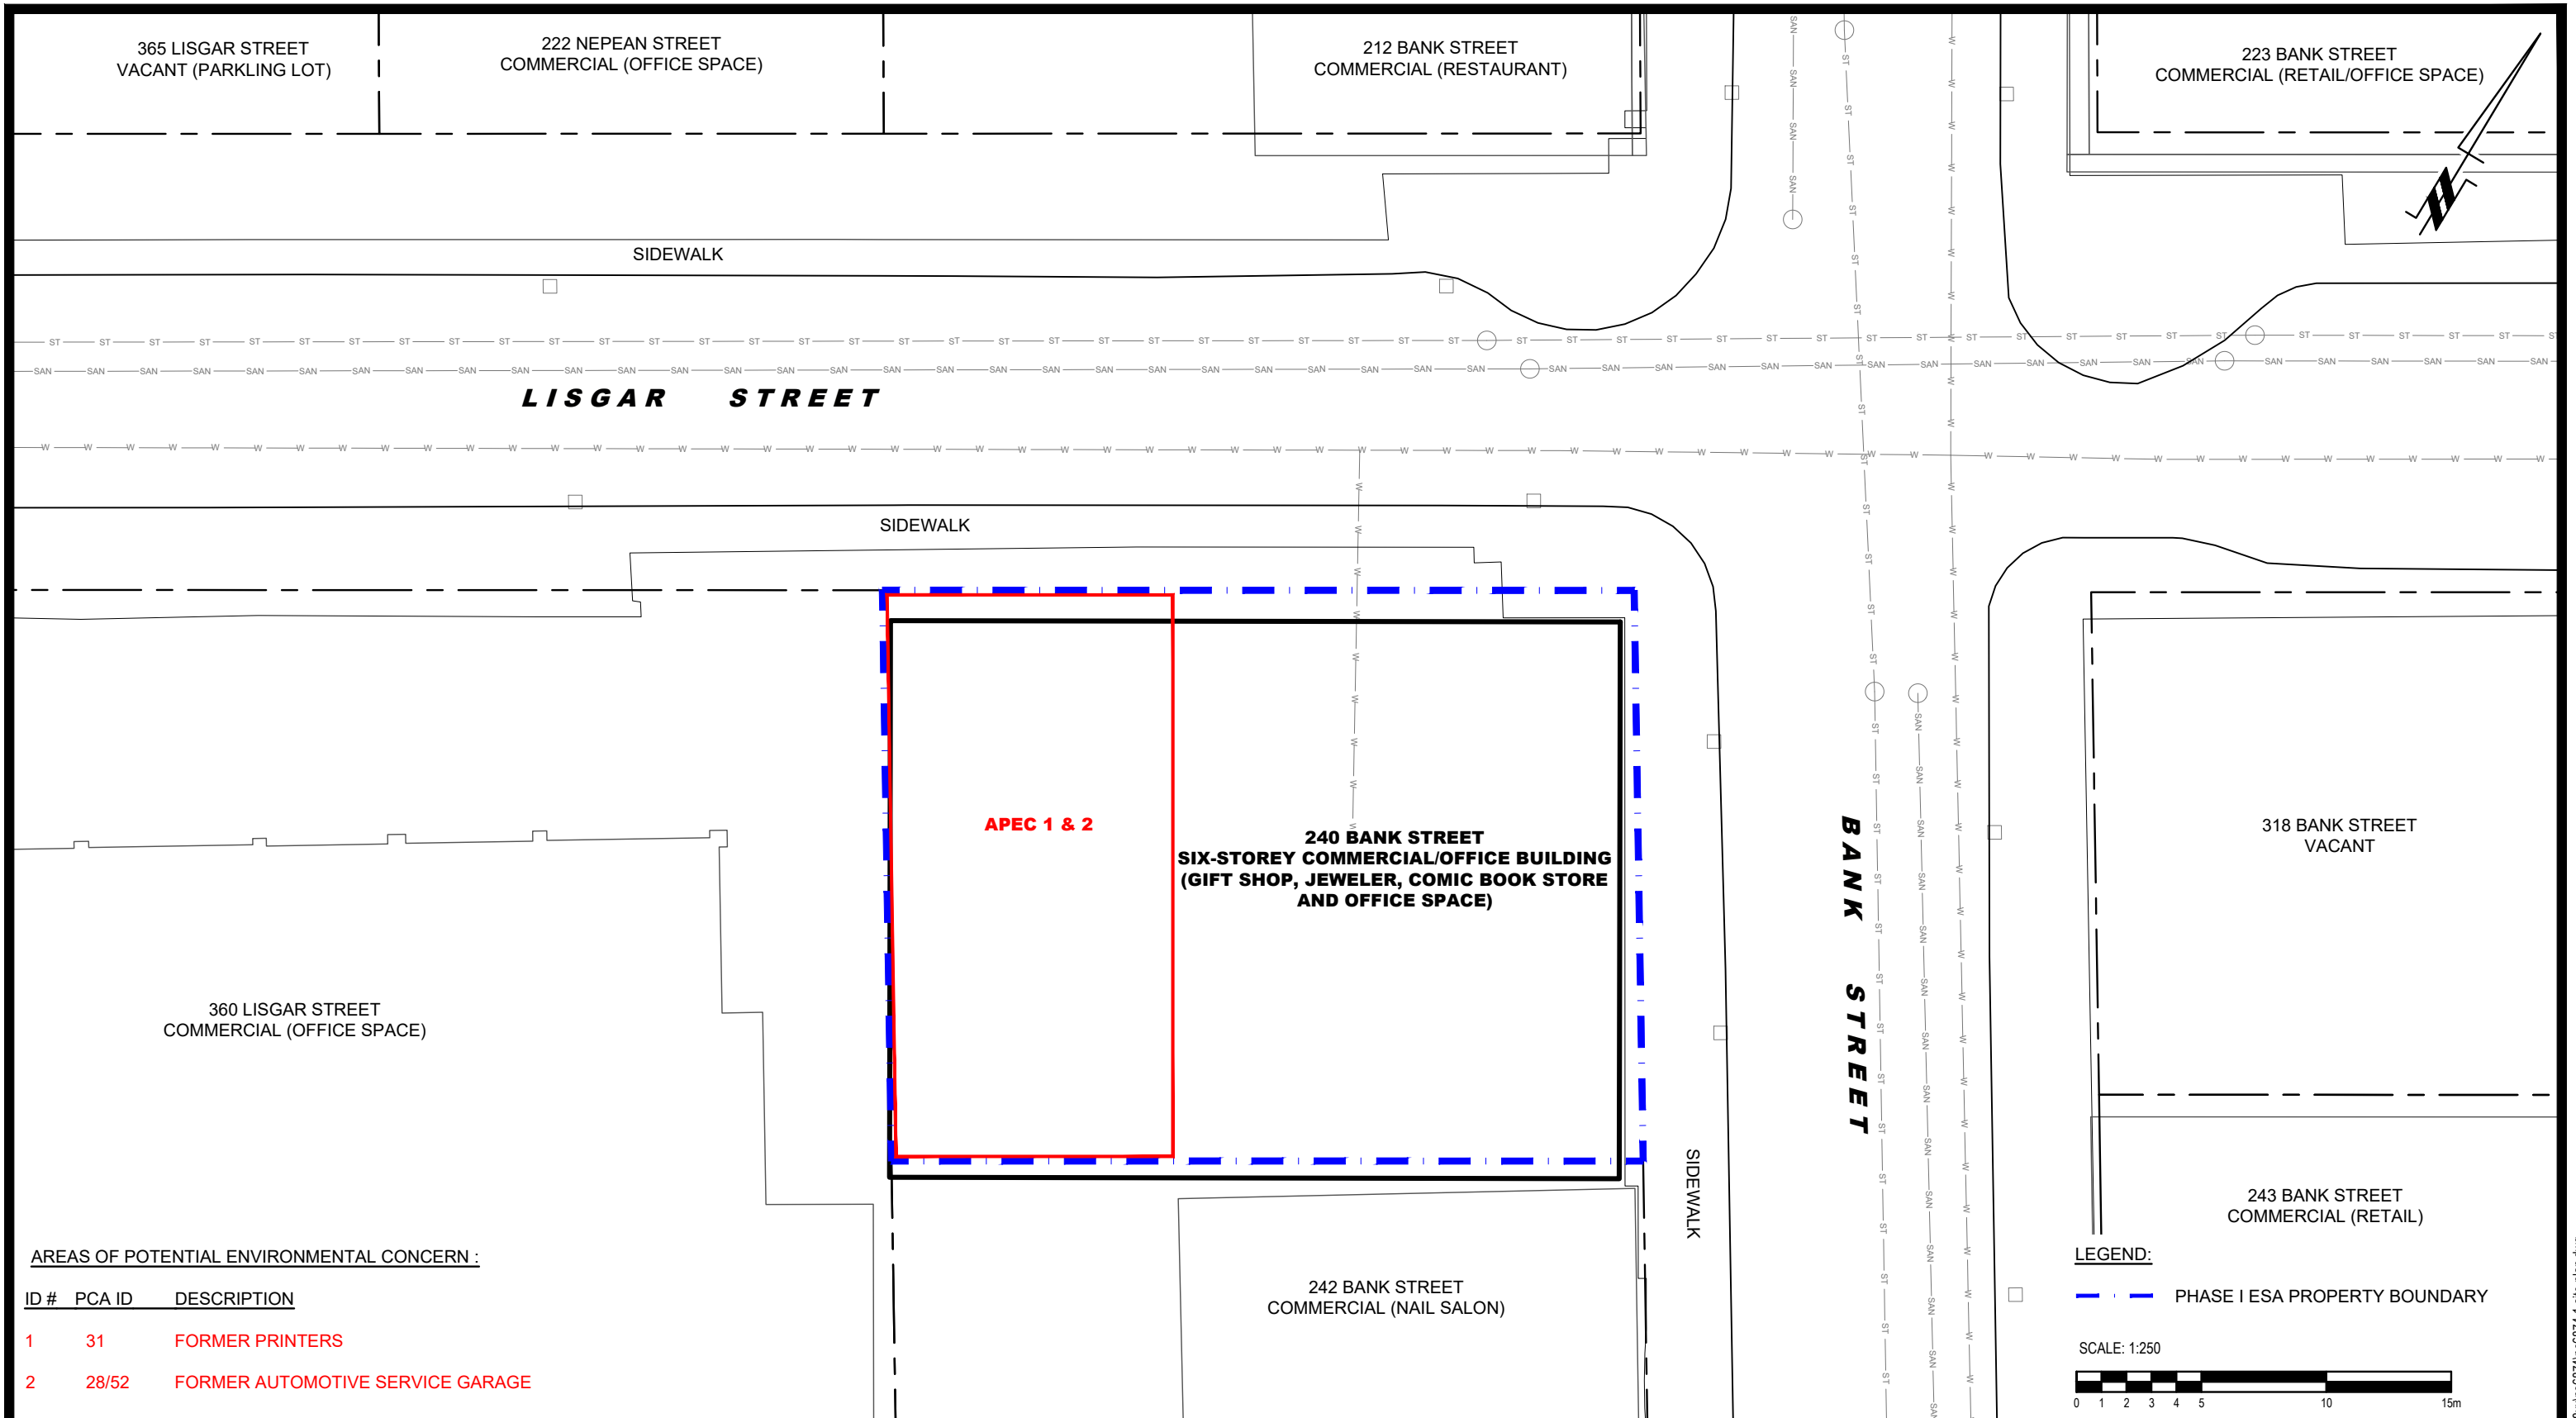 365 LISGAR STREET
VACANT (PARKLING LOT)
222 NEPEAN STREET
COMMERCIAL (OFFICE SPACE)
212 BANK STREET
COMMERCIAL (RESTAURANT)
223 BANK STREET
COMMERCIAL (RETAIL/OFFICE SPACE)
SIDEWALK
LISGAR STREET
SIDEWALK
APEC 1 & 2
240 BANK STREET
SIX-STOREY COMMERCIAL/OFFICE BUILDING
(GIFT SHOP, JEWELER, COMIC BOOK STORE
AND OFFICE SPACE)
BANK STREET
318 BANK STREET
VACANT
360 LISGAR STREET
COMMERCIAL (OFFICE SPACE)
SIDEWALK
243 BANK STREET
COMMERCIAL (RETAIL)
242 BANK STREET
COMMERCIAL (NAIL SALON)
AREAS OF POTENTIAL ENVIRONMENTAL CONCERN :
ID # PCA ID DESCRIPTION
1 31 FORMER PRINTERS
2 28/52 FORMER AUTOMOTIVE SERVICE GARAGE
LEGEND:
PHASE I ESA PROPERTY BOUNDARY
SCALE: 1:250
0 1 2 3 4 5 10 15m